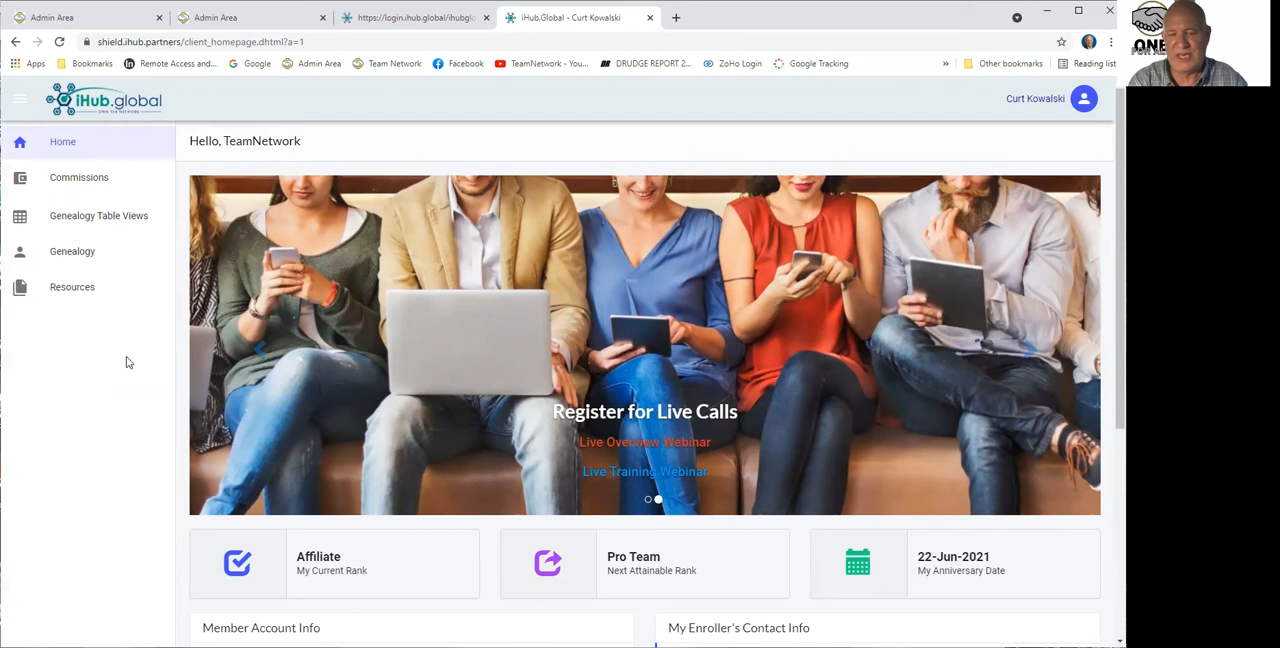 Admin Area
Admin Area
https://login.ihub.global/ihubglo
iHub.Global - Curt Kowalski
shield.ihub.partners/client_homepage.dhtml?a=1
Apps
Bookmarks
Remote Access and...
Google
Admin Area
Team Network
Facebook
TeamNetwork - You...
DRUDGE REPORT 2...
ZoHo Login
Google Tracking
»
Other bookmarks
Reading list
iHub.global
OWN THE NETWORK
Curt Kowalski
Home
Commissions
Genealogy Table Views
Genealogy
Resources
Hello, TeamNetwork
Register for Live Calls
Live Overview Webinar
Live Training Webinar
Affiliate
My Current Rank
Pro Team
Next Attainable Rank
22-Jun-2021
My Anniversary Date
Member Account Info
My Enroller's Contact Info